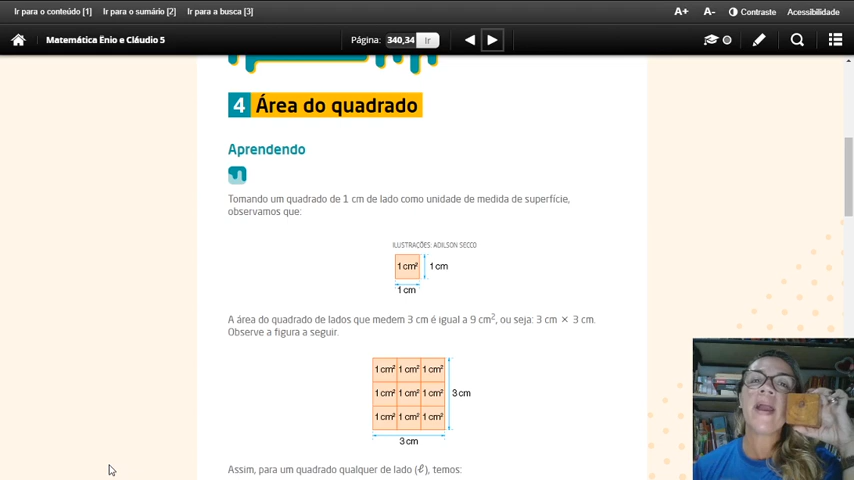 Ir para o conteúdo [1] Ir para o sumário [2] Ir para a busca [3] A+ A- Contraste Acessibilidade
Matemática Ênio e Cláudio 5 Página: 340,34 Ir
4 Área do quadrado
Aprendendo
Tomando um quadrado de 1 cm de lado como unidade de medida de superfície,
observamos que:
ILUSTRAÇÕES: ADILSON SECCO
1 cm² 1 cm
1 cm
A área do quadrado de lados que medem 3 cm é igual a 9 cm², ou seja: 3 cm × 3 cm.
Observe a figura a seguir.
1 cm² 1 cm² 1 cm²
1 cm² 1 cm² 1 cm² 3 cm
1 cm² 1 cm² 1 cm²
3 cm
Assim, para um quadrado qualquer de lado (ℓ), temos: